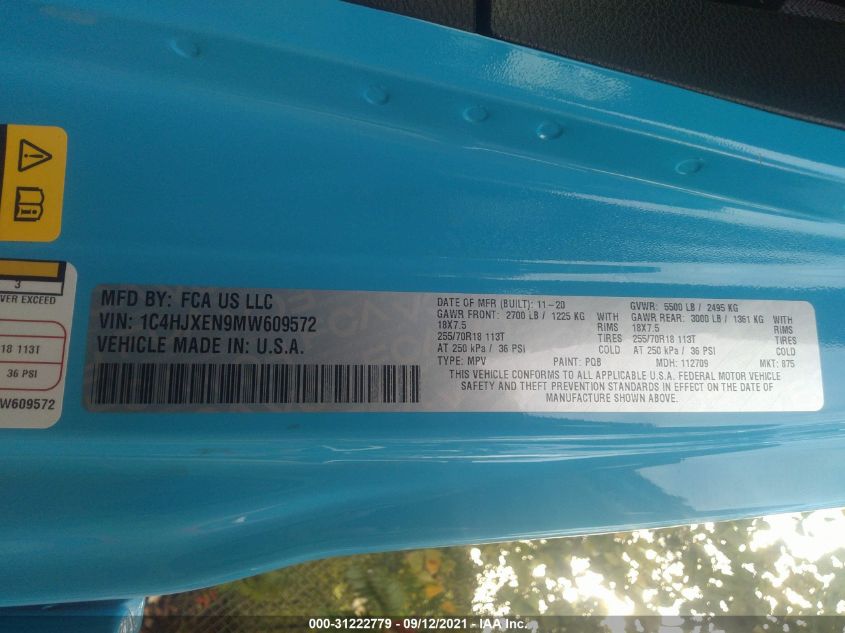 3
VER EXCEED
18 113T
36 PSI
W609572
MFD BY: FCA US LLC
VIN: 1C4HJXEN9MW609572
VEHICLE MADE IN: U.S.A.
DATE OF MFR (BUILT): 11-20
GVWR: 5500 LB / 2495 KG
GAWR FRONT: 2700 LB / 1225 KG WITH
GAWR REAR: 3000 LB / 1361 KG WITH
18X7.5 RIMS
18X7.5 RIMS
255/70R18 113T TIRES
255/70R18 113T TIRES
AT 250 kPa / 36 PSI COLD
AT 250 kPa / 36 PSI COLD
TYPE: MPV PAINT: PQB MDH: 112709 MKT: 875
THIS VEHICLE CONFORMS TO ALL APPLICABLE U.S.A. FEDERAL MOTOR VEHICLE
SAFETY AND THEFT PREVENTION STANDARDS IN EFFECT ON THE DATE OF
MANUFACTURE SHOWN ABOVE.
000-31222779 - 09/12/2021 - IAA Inc.